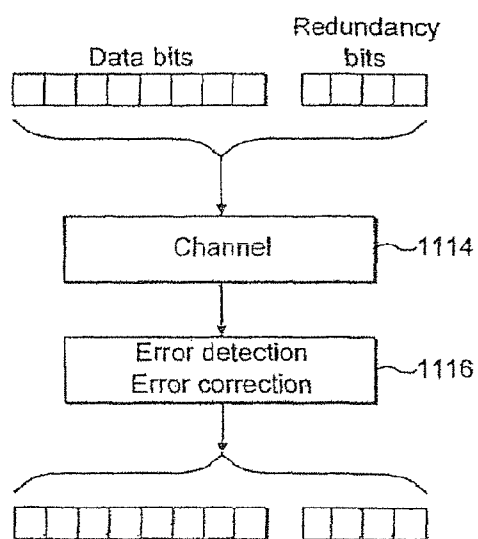 Redundancy
Data bits
bits
Channel
1114
Error detection
Error correction
1116